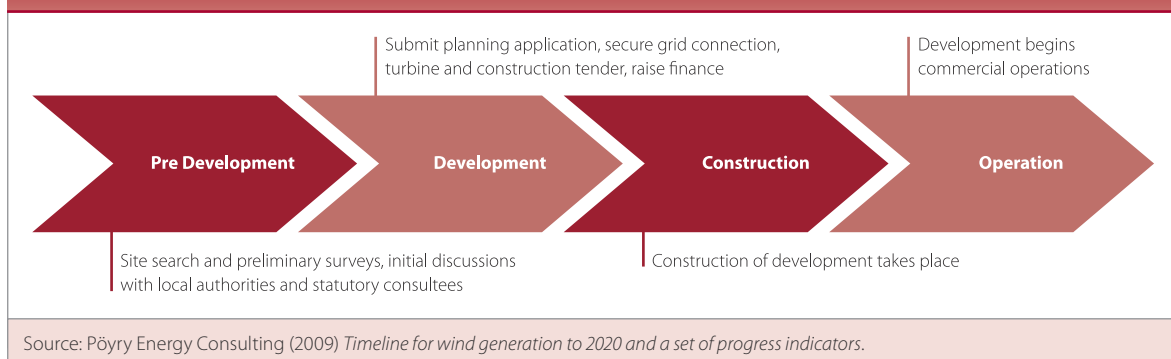 Submit planning application, secure grid connection,
turbine and construction tender, raise finance
Development begins
commercial operations
Pre Development
Development
Construction
Operation
Site search and preliminary surveys, initial discussions
with local authorities and statutory consultees
Construction of development takes place
Source: Pöyry Energy Consulting (2009) Timeline for wind generation to 2020 and a set of progress indicators.